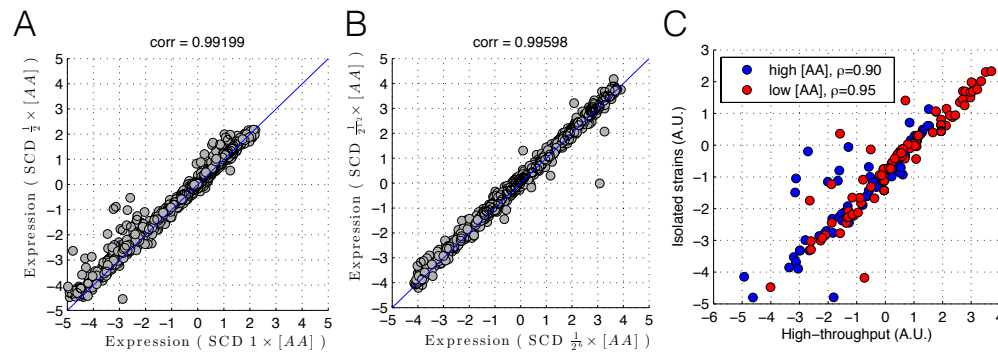 A
corr = 0.99199
Expression ( SCD ½ × [AA] )
5
4
3
2
1
0
−1
−2
−3
−4
−5
−5 −4 −3 −2 −1 0 1 2 3 4 5
Expression ( SCD 1 × [AA] )
B
corr = 0.99598
Expression ( SCD × [AA] )
5
4
3
2
1
0
−1
−2
−3
−4
−5
−5 −4 −3 −2 −1 0 1 2 3 4 5
Expression ( SCD × [AA] )
C
high [AA], ρ=0.90
low [AA], ρ=0.95
Isolated strains (A.U.)
3
2
1
0
−1
−2
−3
−4
−5
−6 −5 −4 −3 −2 −1 0 1 2 3 4
High−throughput (A.U.)